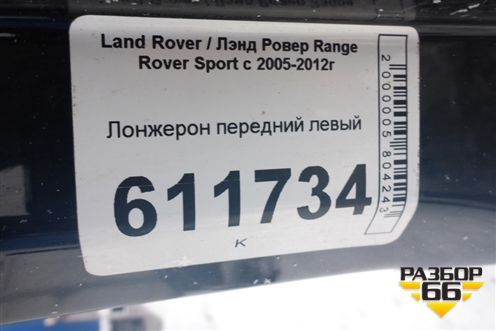 Land Rover / Лэнд Ровер Range
Rover Sport с 2005-2012г
Лонжерон передний левый
611734
К
2000005804243
РАЗБОР
66